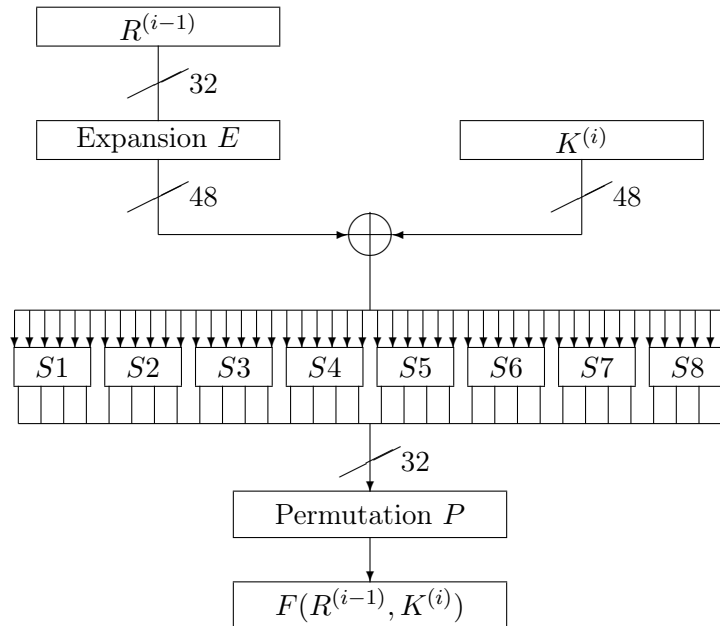 R^{(i−1)}
32
Expansion E
K^{(i)}
48
48
S1 S2 S3 S4 S5 S6 S7 S8
32
Permutation P
F(R^{(i−1)}, K^{(i)})